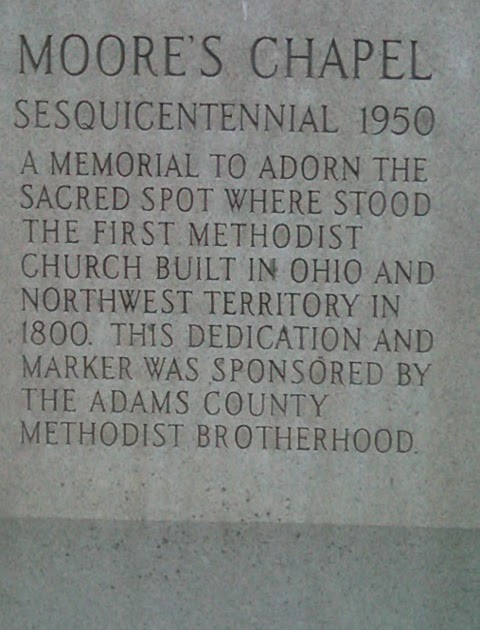 MOORE'S CHAPEL
SESQUICENTENNIAL 1950
A MEMORIAL TO ADORN THE
SACRED SPOT WHERE STOOD
THE FIRST METHODIST
CHURCH BUILT IN OHIO AND
NORTHWEST TERRITORY IN
1800. THIS DEDICATION AND
MARKER WAS SPONSORED BY
THE ADAMS COUNTY
METHODIST BROTHERHOOD.